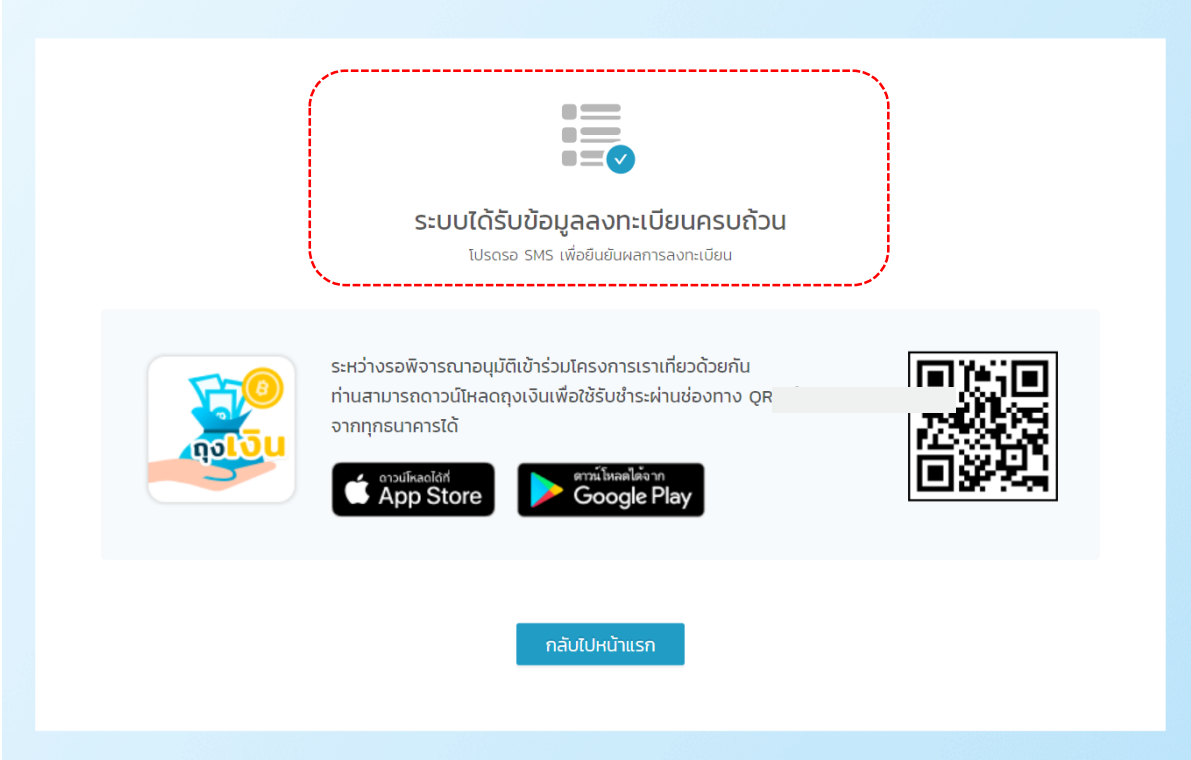 ระบบได้รับข้อมูลลงทะเบียนครบถ้วน
โปรดรอ SMS เพื่อยืนยันผลการลงทะเบียน
ระหว่างรอพิจารณาอนุมัติเข้าร่วมโครงการเราเที่ยวด้วยกัน
ท่านสามารถดาวน์โหลดถุงเงินเพื่อใช้รับชำระผ่านช่องทาง QR
จากทุกธนาคารได้
ถุงเงิน
ดาวน์โหลดได้ที่
App Store
ดาวน์โหลดได้จาก
Google Play
กลับไปหน้าแรก